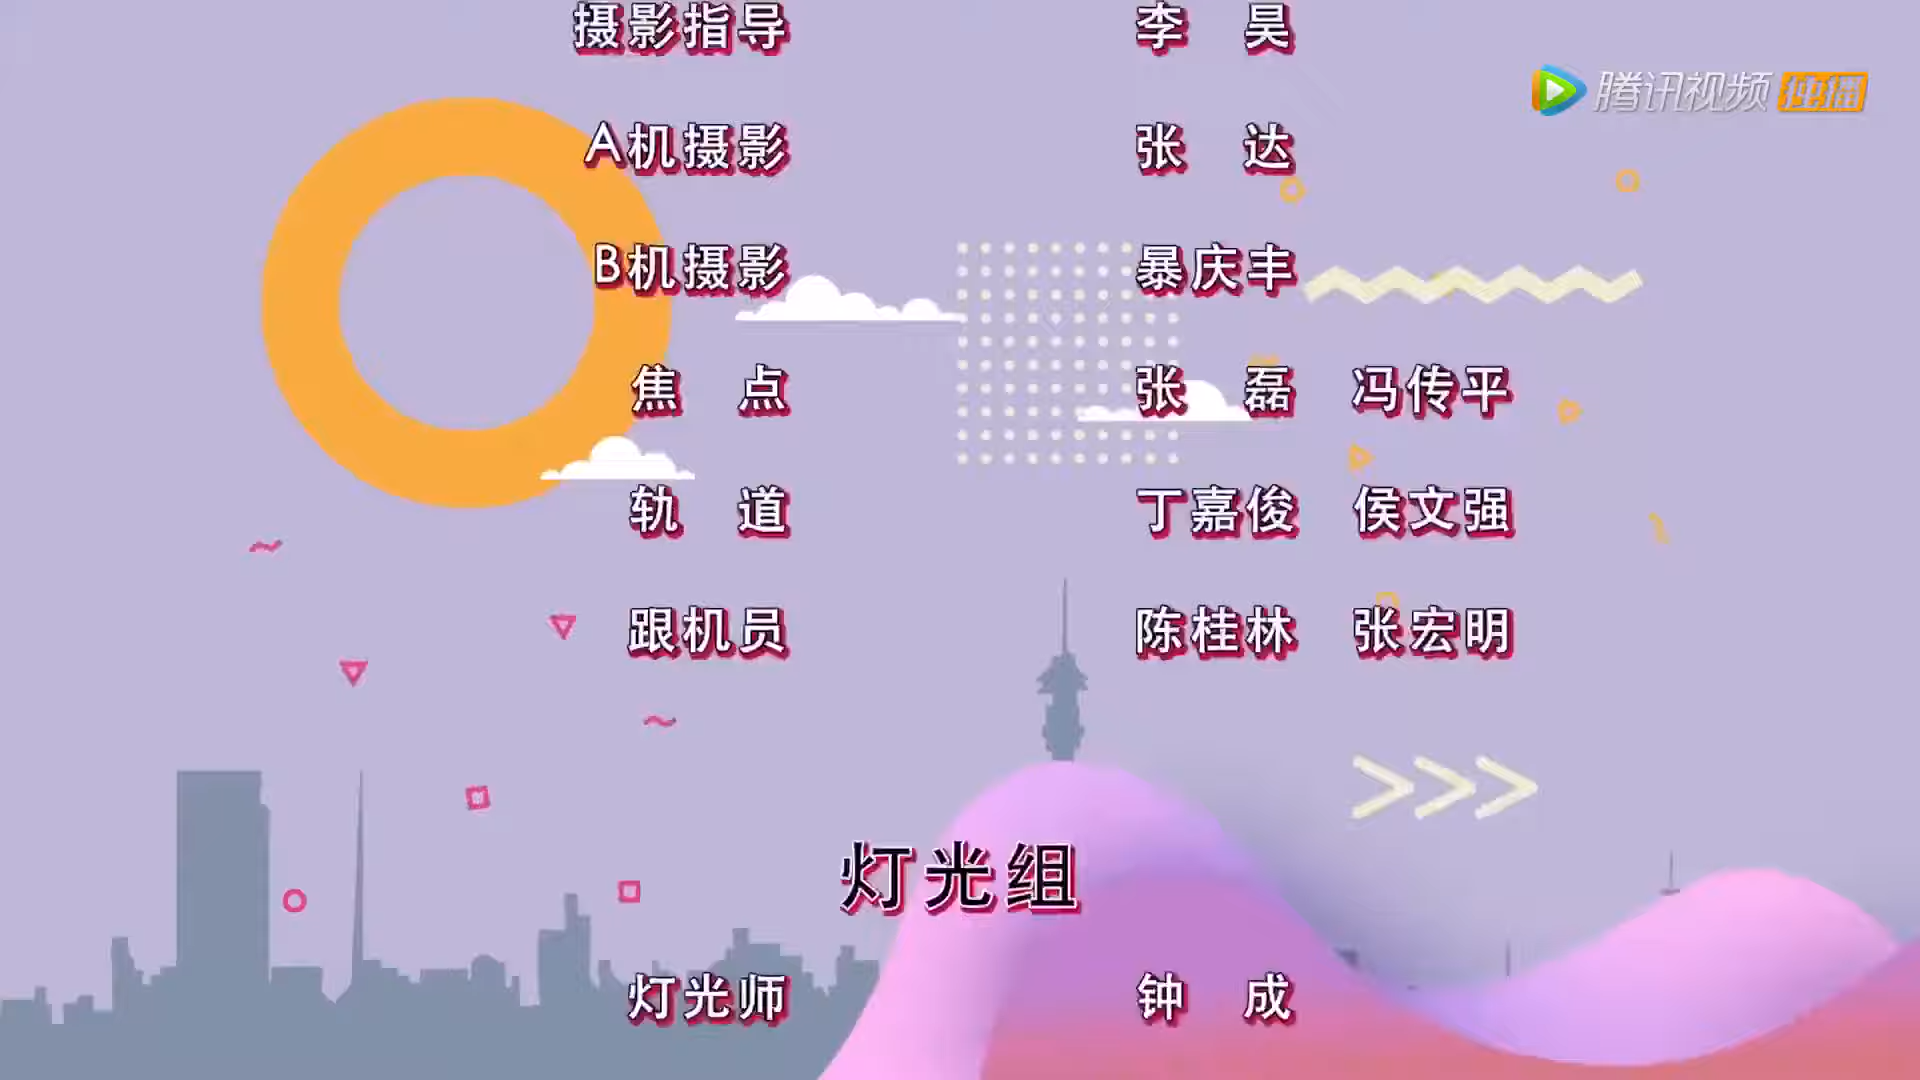 摄影指导 李 昊
腾讯视频 独播
A机摄影 张 达
B机摄影 暴庆丰
焦 点 张 磊 冯传平
轨 道 丁嘉俊 侯文强
跟机员 陈桂林 张宏明
灯光组
灯光师 钟 成